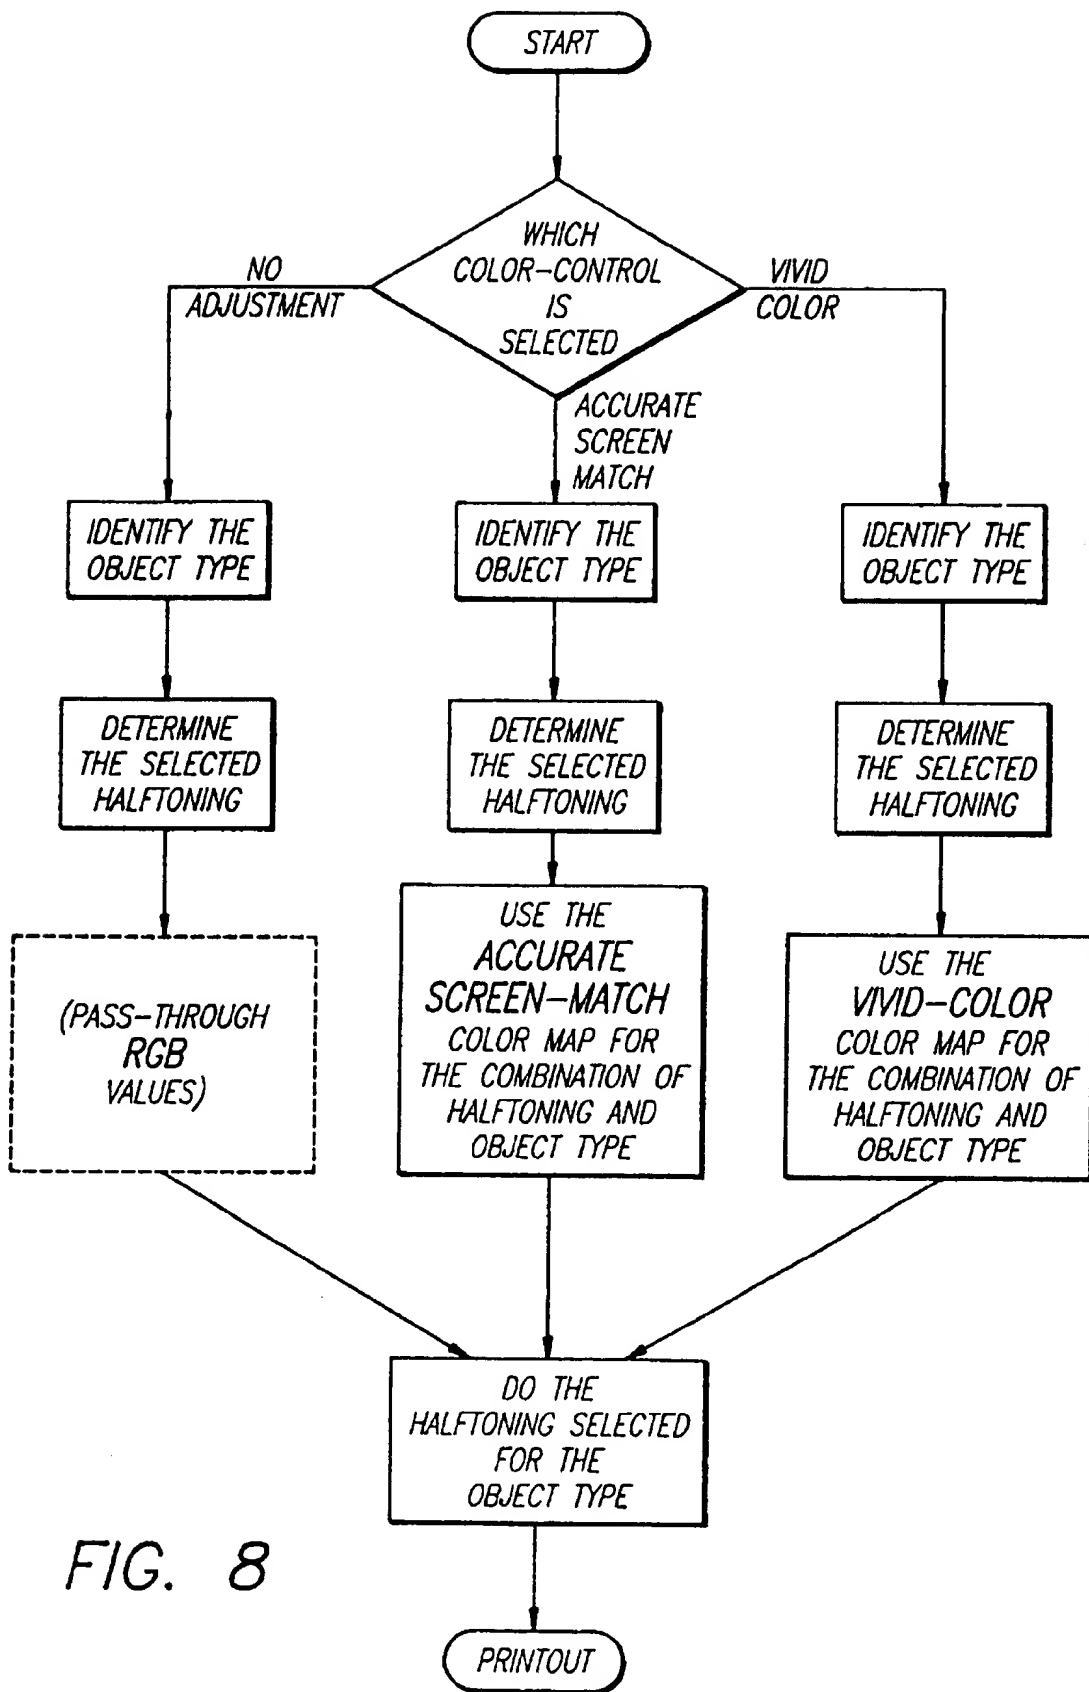 START
WHICH
COLOR-CONTROL
IS
SELECTED
NO
ADJUSTMENT
VIVID
COLOR
ACCURATE
SCREEN
MATCH
IDENTIFY THE
OBJECT TYPE
IDENTIFY THE
OBJECT TYPE
IDENTIFY THE
OBJECT TYPE
DETERMINE
THE SELECTED
HALFTONING
DETERMINE
THE SELECTED
HALFTONING
DETERMINE
THE SELECTED
HALFTONING
(PASS-THROUGH
RGB
VALUES)
USE THE
ACCURATE
SCREEN-MATCH
COLOR MAP FOR
THE COMBINATION OF
HALFTONING AND
OBJECT TYPE
USE THE
VIVID-COLOR
COLOR MAP FOR
THE COMBINATION OF
HALFTONING AND
OBJECT TYPE
DO THE
HALFTONING SELECTED
FOR THE
OBJECT TYPE
FIG. 8
PRINTOUT